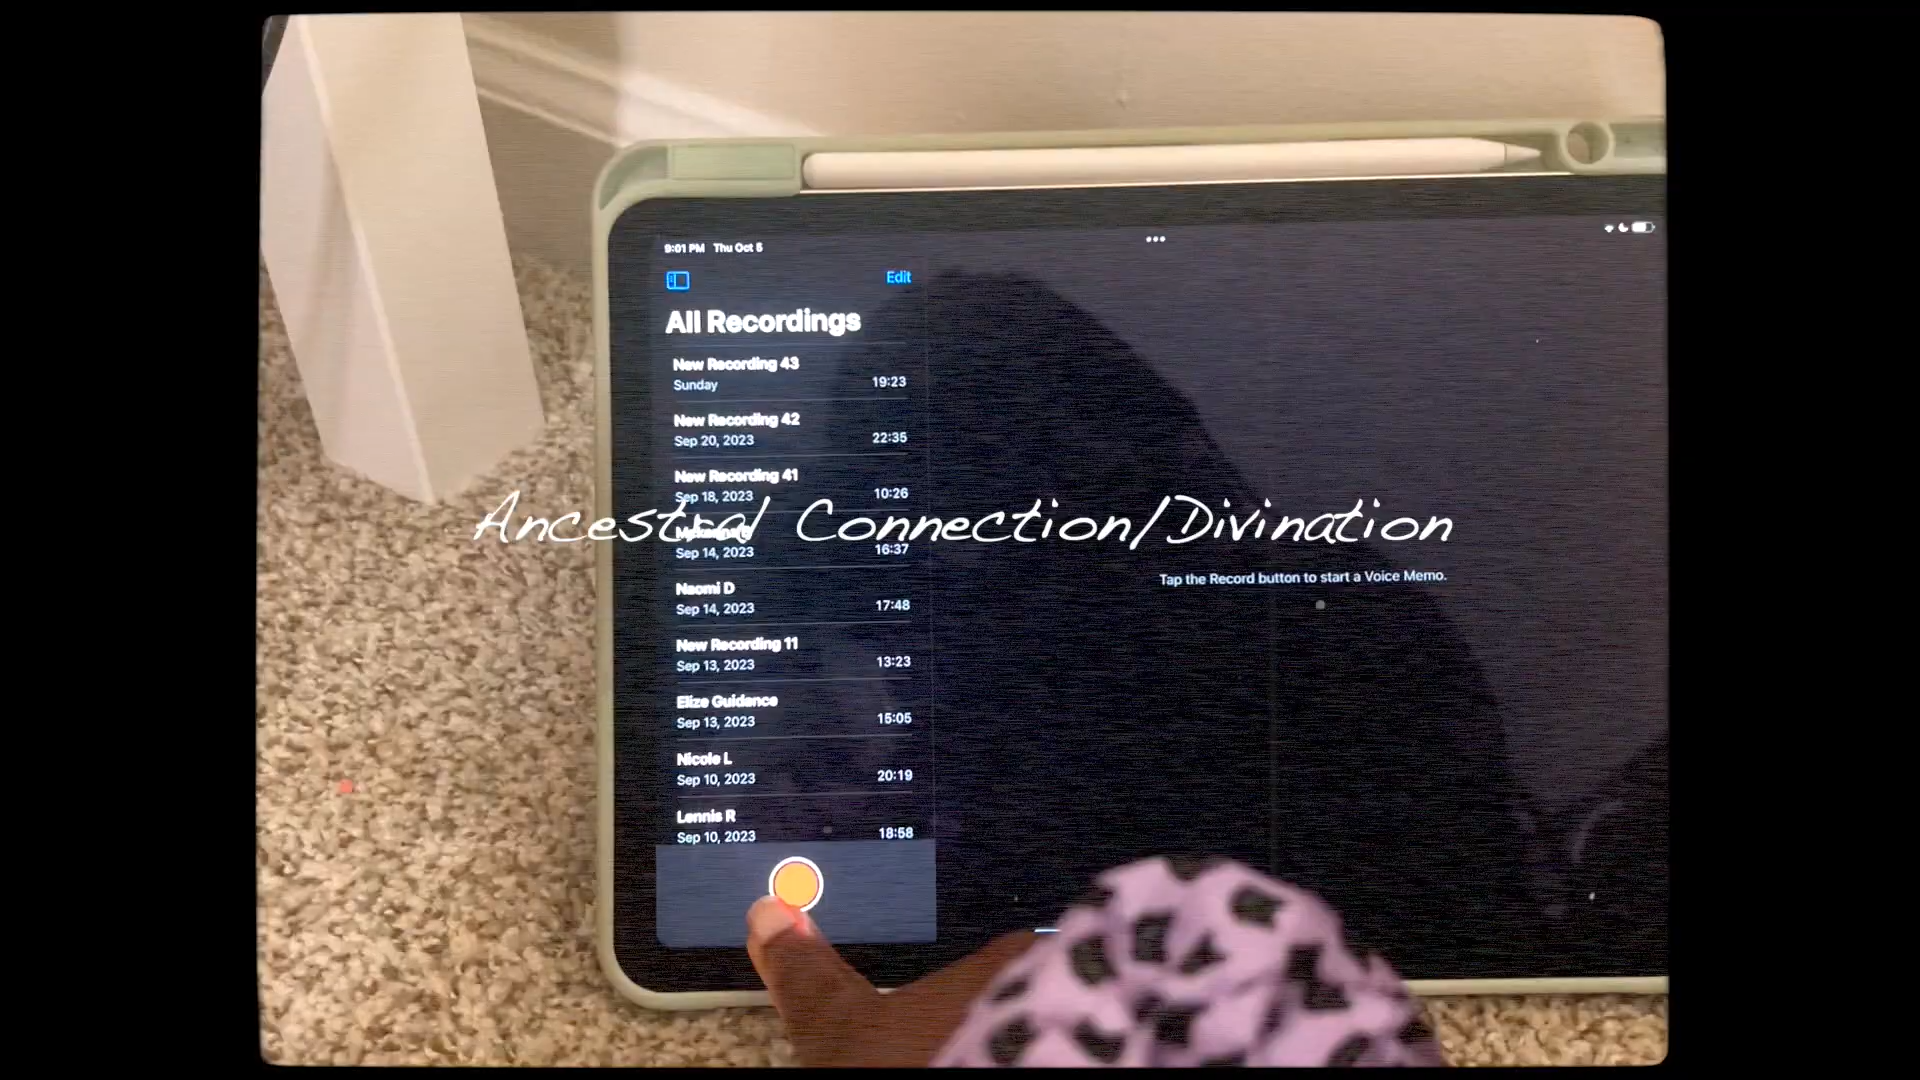 9:01 PM Thu Oct 5
Edit
All Recordings
New Recording 43
Sunday 19:23
New Recording 42
Sep 20, 2023 22:35
New Recording 41
Sep 18, 2023 10:26
Ancestral Connection/Divination
Sep 14, 2023 16:37
Tap the Record button to start a Voice Memo.
Naomi D
Sep 14, 2023 17:48
New Recording 11
Sep 13, 2023 13:23
Elize Guidance
Sep 13, 2023 15:05
Nicole L
Sep 10, 2023 20:19
Lennis R
Sep 10, 2023 18:58